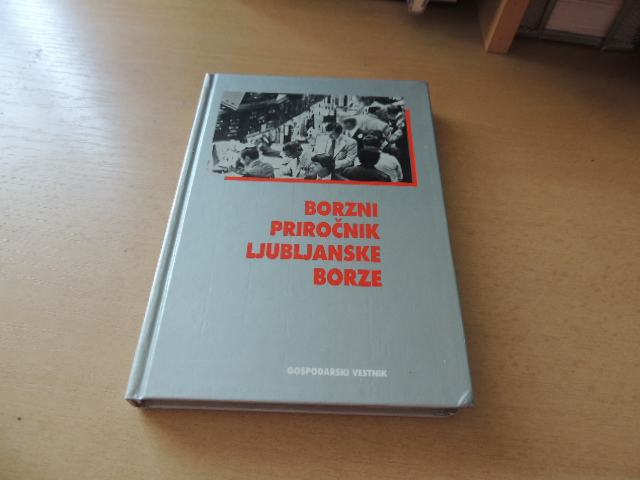 BORZNI
PRIROČNIK
LJUBLJANSKE
BORZE
GOSPODARSKI VESTNIK